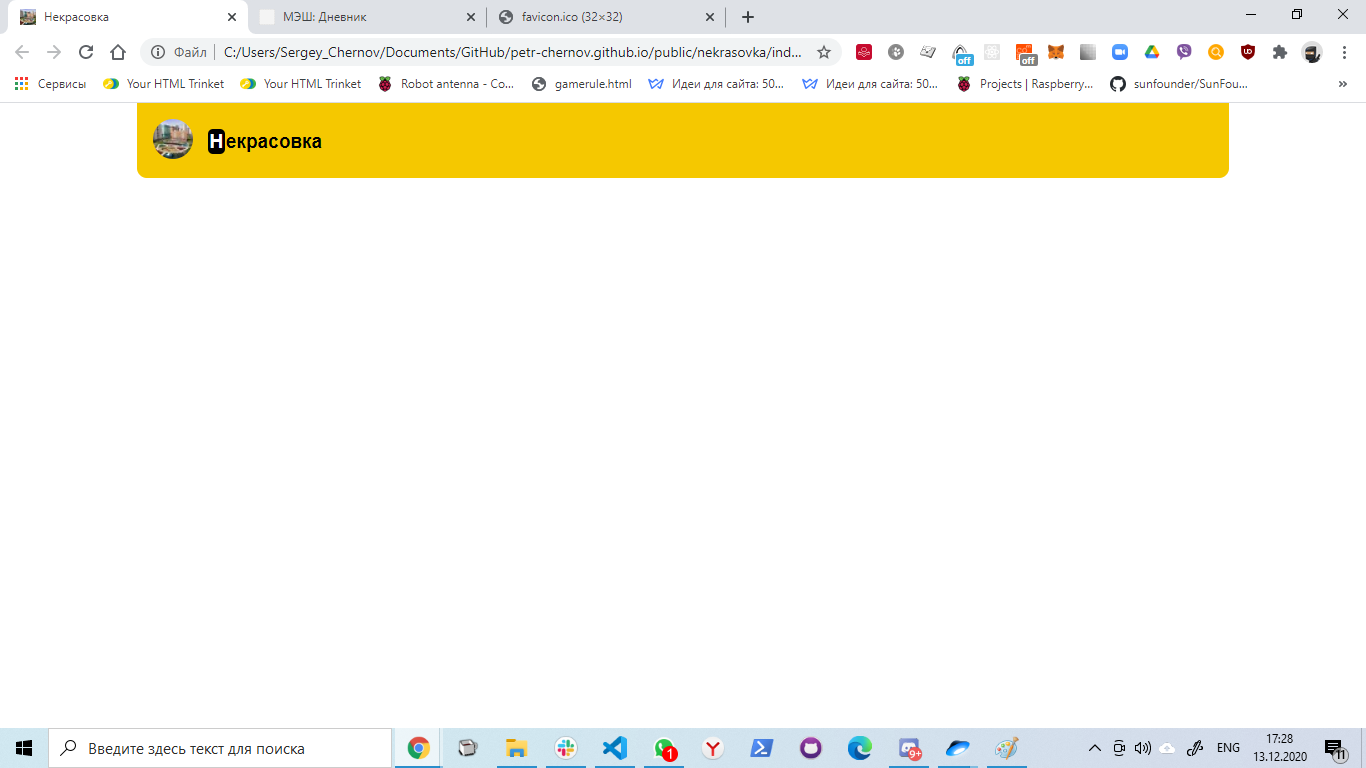 Некрасовка
МЭШ: Дневник
favicon.ico (32×32)
Файл
C:/Users/Sergey_Chernov/Documents/GitHub/petr-chernov.github.io/public/nekrasovka/ind...
off
off
Сервисы
Your HTML Trinket
Your HTML Trinket
Robot antenna - Co...
gamerule.html
Идеи для сайта: 50...
Идеи для сайта: 50...
Projects | Raspberry...
sunfounder/SunFou...
»
Некрасовка
Введите здесь текст для поиска
1
9+
ENG
17:28
13.12.2020
11